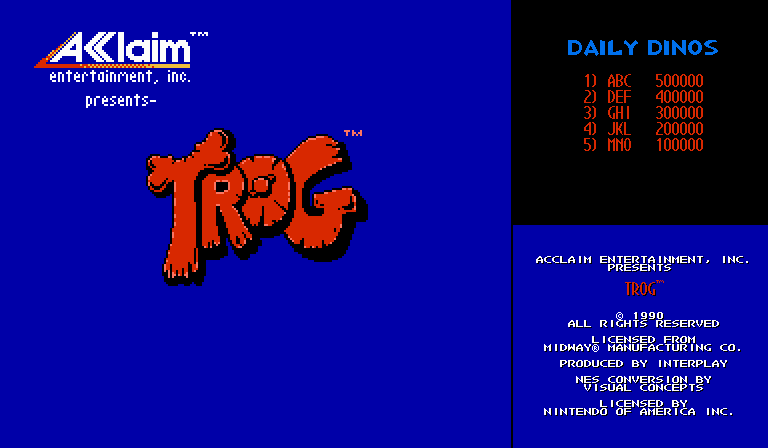 Acclaim™
entertainment, inc.
presents-
TROG™
DAILY DINOS
1) ABC 500000
2) DEF 400000
3) GHI 300000
4) JKL 200000
5) MNO 100000
ACCLAIM ENTERTAINMENT, INC.
PRESENTS
TROG™
© 1990
ALL RIGHTS RESERVED
LICENSED FROM
MIDWAY® MANUFACTURING CO.
PRODUCED BY INTERPLAY
NES CONVERSION BY
VISUAL CONCEPTS
LICENSED BY
NINTENDO OF AMERICA INC.